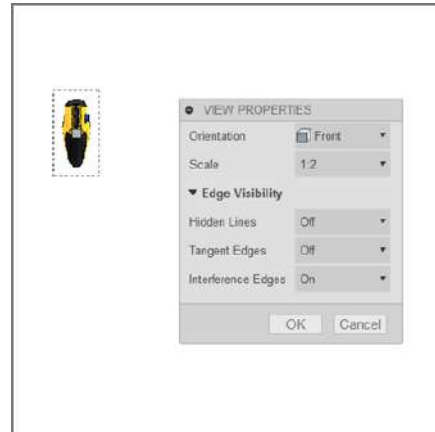 VIEW PROPERTIES
Orientation Front
Scale 1:2
Edge Visibility
Hidden Lines Off
Tangent Edges Off
Interference Edges On
OK Cancel